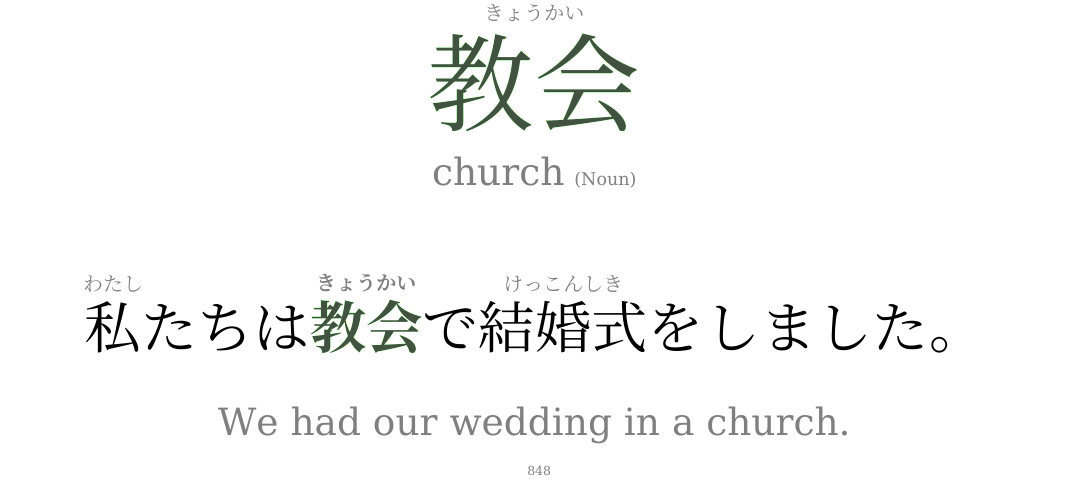 きょうかい
教会
church (Noun)
わたし きょうかい けっこんしき
私たちは教会で結婚式をしました。
We had our wedding in a church.
848